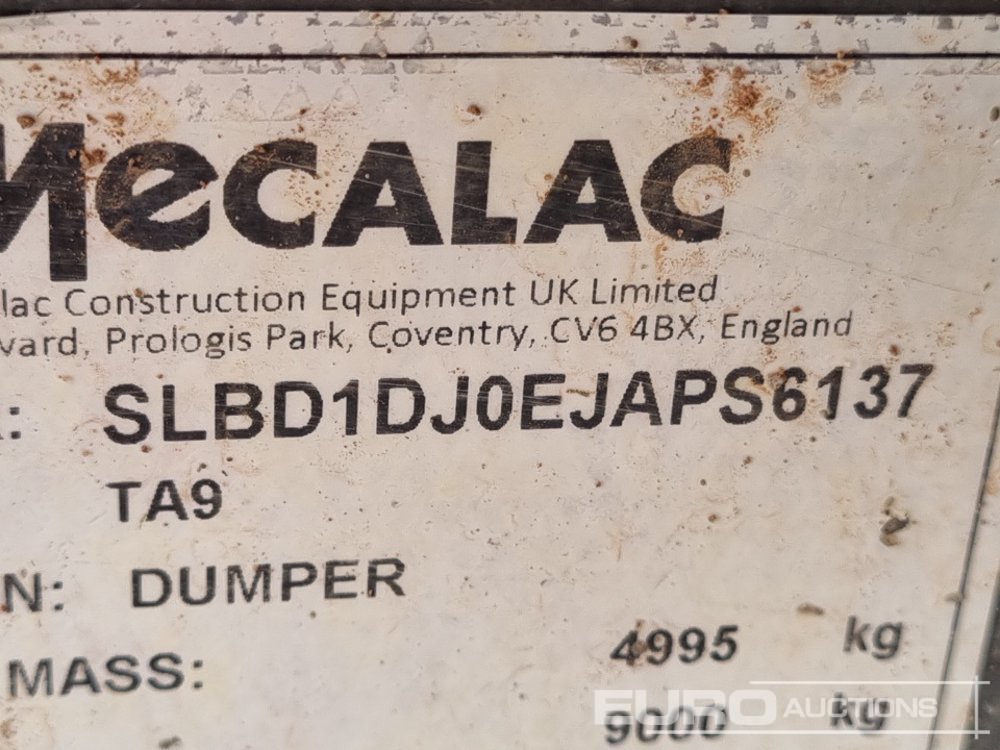 MECALAC
lac Construction Equipment UK Limited
vard, Prologis Park, Coventry, CV6 4BX, England
: SLBD1DJ0EJAPS6137
TA9
N: DUMPER
MASS: 4995 kg
9000 kg
EURO AUCTIONS